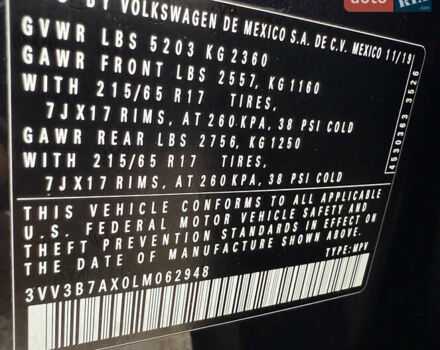 BY VOLKSWAGEN DE MEXICO S.A. DE C.V. MEXICO 11/19
GVWR LBS 5203 KG 2360
GAWR FRONT LBS 2557, KG 1160
WITH 215/65 R17 TIRES,
7JX17 RIMS, AT 260 KPA, 38 PSI COLD
GAWR REAR LBS 2756, KG 1250
WITH 215/65 R17 TIRES,
7JX17 RIMS, AT 260 KPA, 38 PSI COLD
THIS VEHICLE CONFORMS TO ALL APPLICABLE
U.S. FEDERAL MOTOR VEHICLE SAFETY AND
THEFT PREVENTION STANDARDS IN EFFECT ON
THE DATE OF MANUFACTURE SHOWN ABOVE.
3VV3B7AX0LM062948 TYPE: MPV
4530363 3526
auto